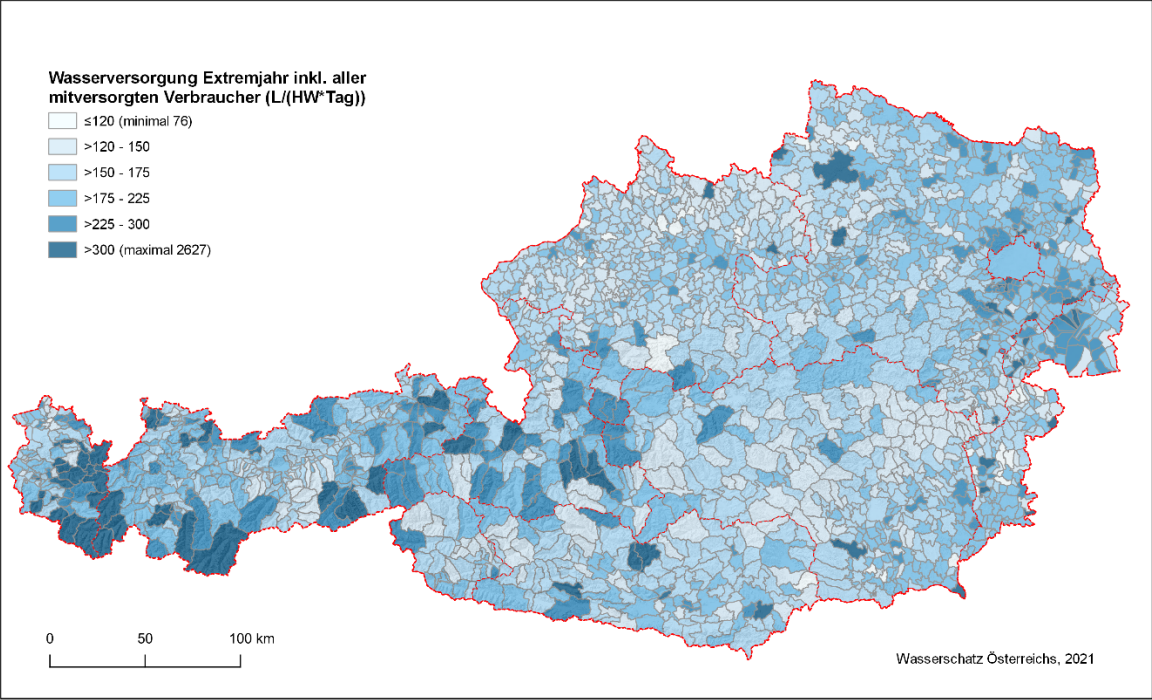 Wasserversorgung Extremjahr inkl. aller
mitversorgten Verbraucher (L/(HW*Tag))
≤120 (minimal 76)
>120 - 150
>150 - 175
>175 - 225
>225 - 300
>300 (maximal 2627)
0 50 100 km
Wasserschatz Österreichs, 2021